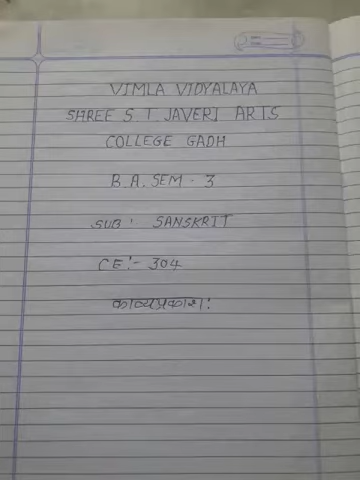 VIMLA VIDYALAYA
SHREE S T JAVERI ARTS
COLLEGE GADH
B A. SEM - 3
SUB :- SANSKRIT
CE :- 304
काव्यप्रकाश :